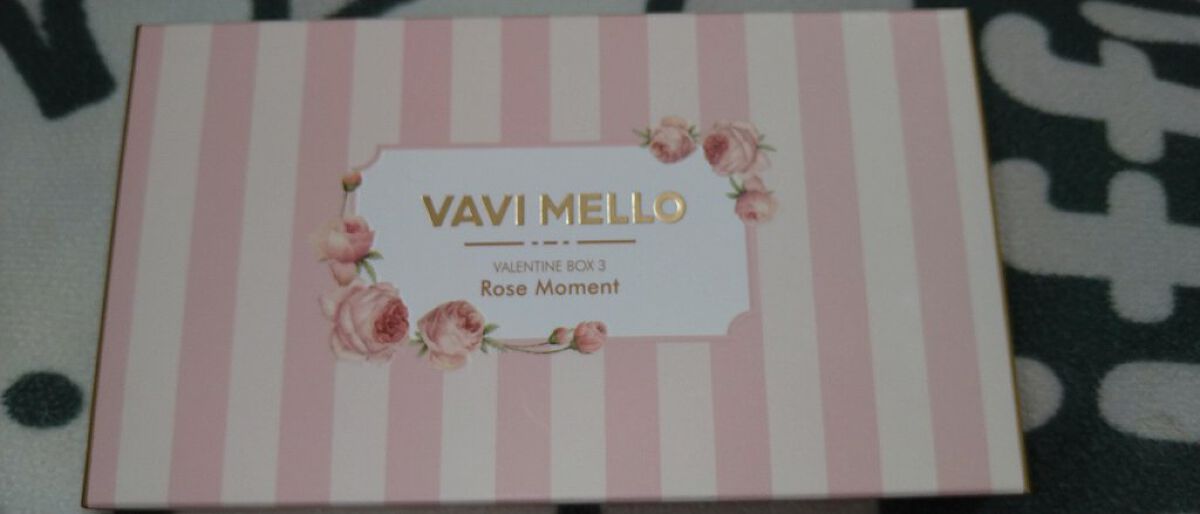 VAVI MELLO
VALENTINE BOX 3
Rose Moment